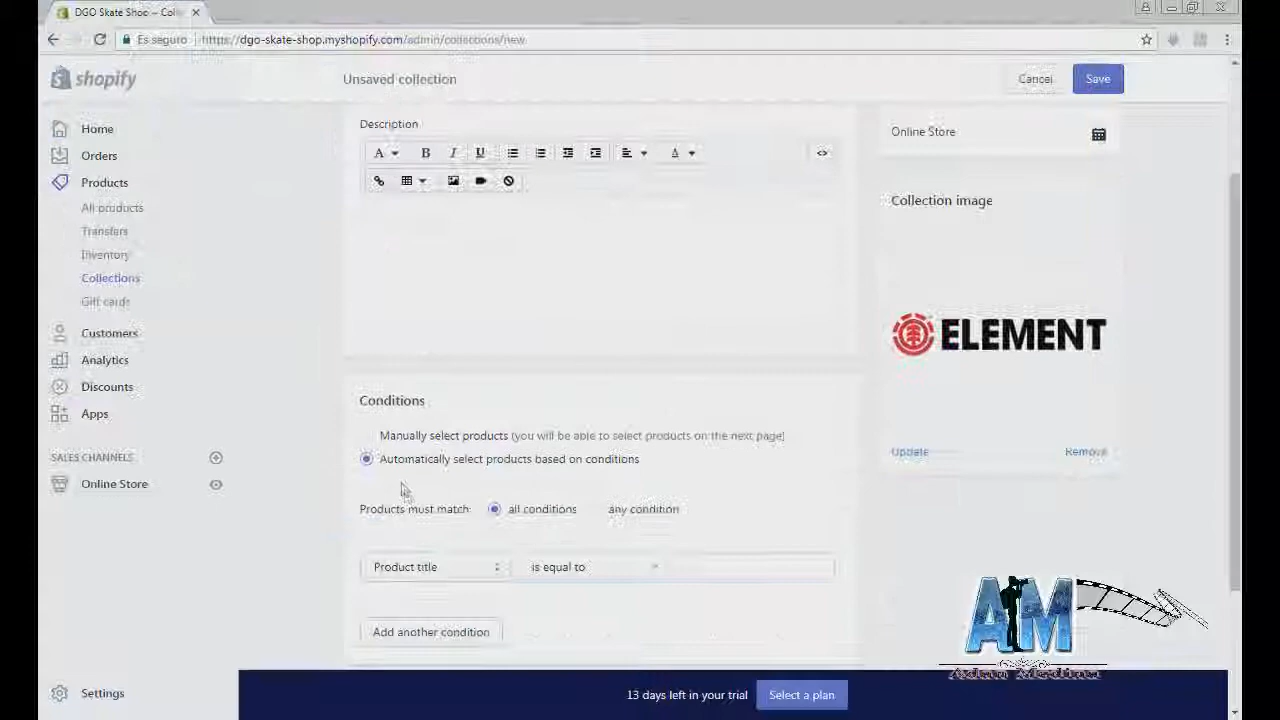 DGO Skate Shop ~ Coll
Es seguro
https://dgo-skate-shop.myshopify.com/admin/collections/new
shopify
Unsaved collection
Cancel
Save
Home
Orders
Products
All products
Transfers
Inventory
Collections
Gift cards
Customers
Analytics
Discounts
Apps
SALES CHANNELS
Online Store
Settings
Description
A
B
I
U
A
<>
Online Store
Collection image
ELEMENT
Update
Remove
Conditions
Manually select products (you will be able to select products on the next page)
Automatically select products based on conditions
Products must match:
all conditions
any condition
Product title
is equal to
Add another condition
13 days left in your trial
Select a plan
AM